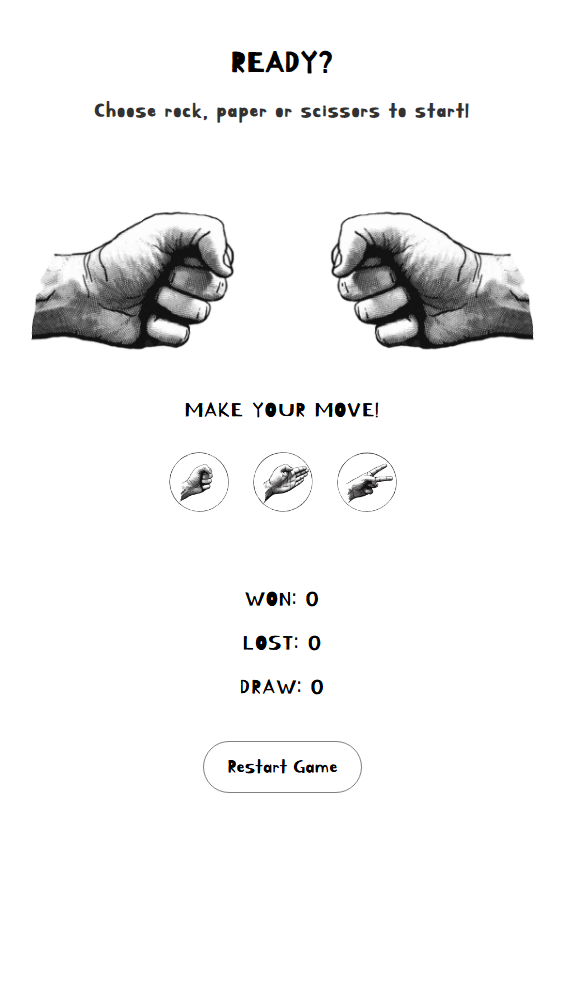 READY?
Choose rock, paper or scissors to start!
MAKE YOUR MOVE!
WON: 0
LOST: 0
DRAW: 0
Restart Game